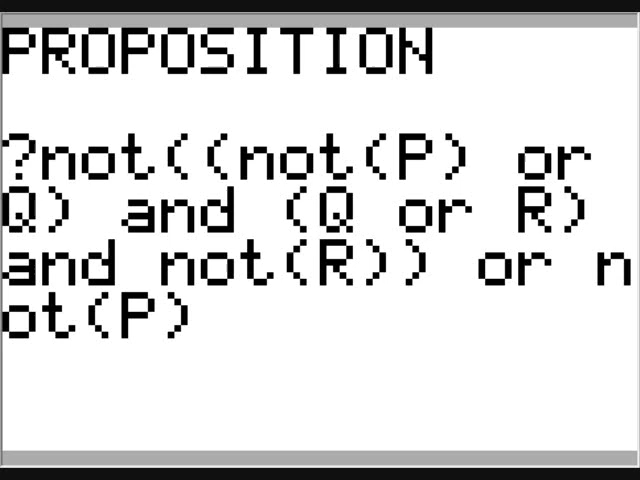 PROPOSITION
?not((not(P) or
Q) and (Q or R)
and not(R)) or n
ot(P)